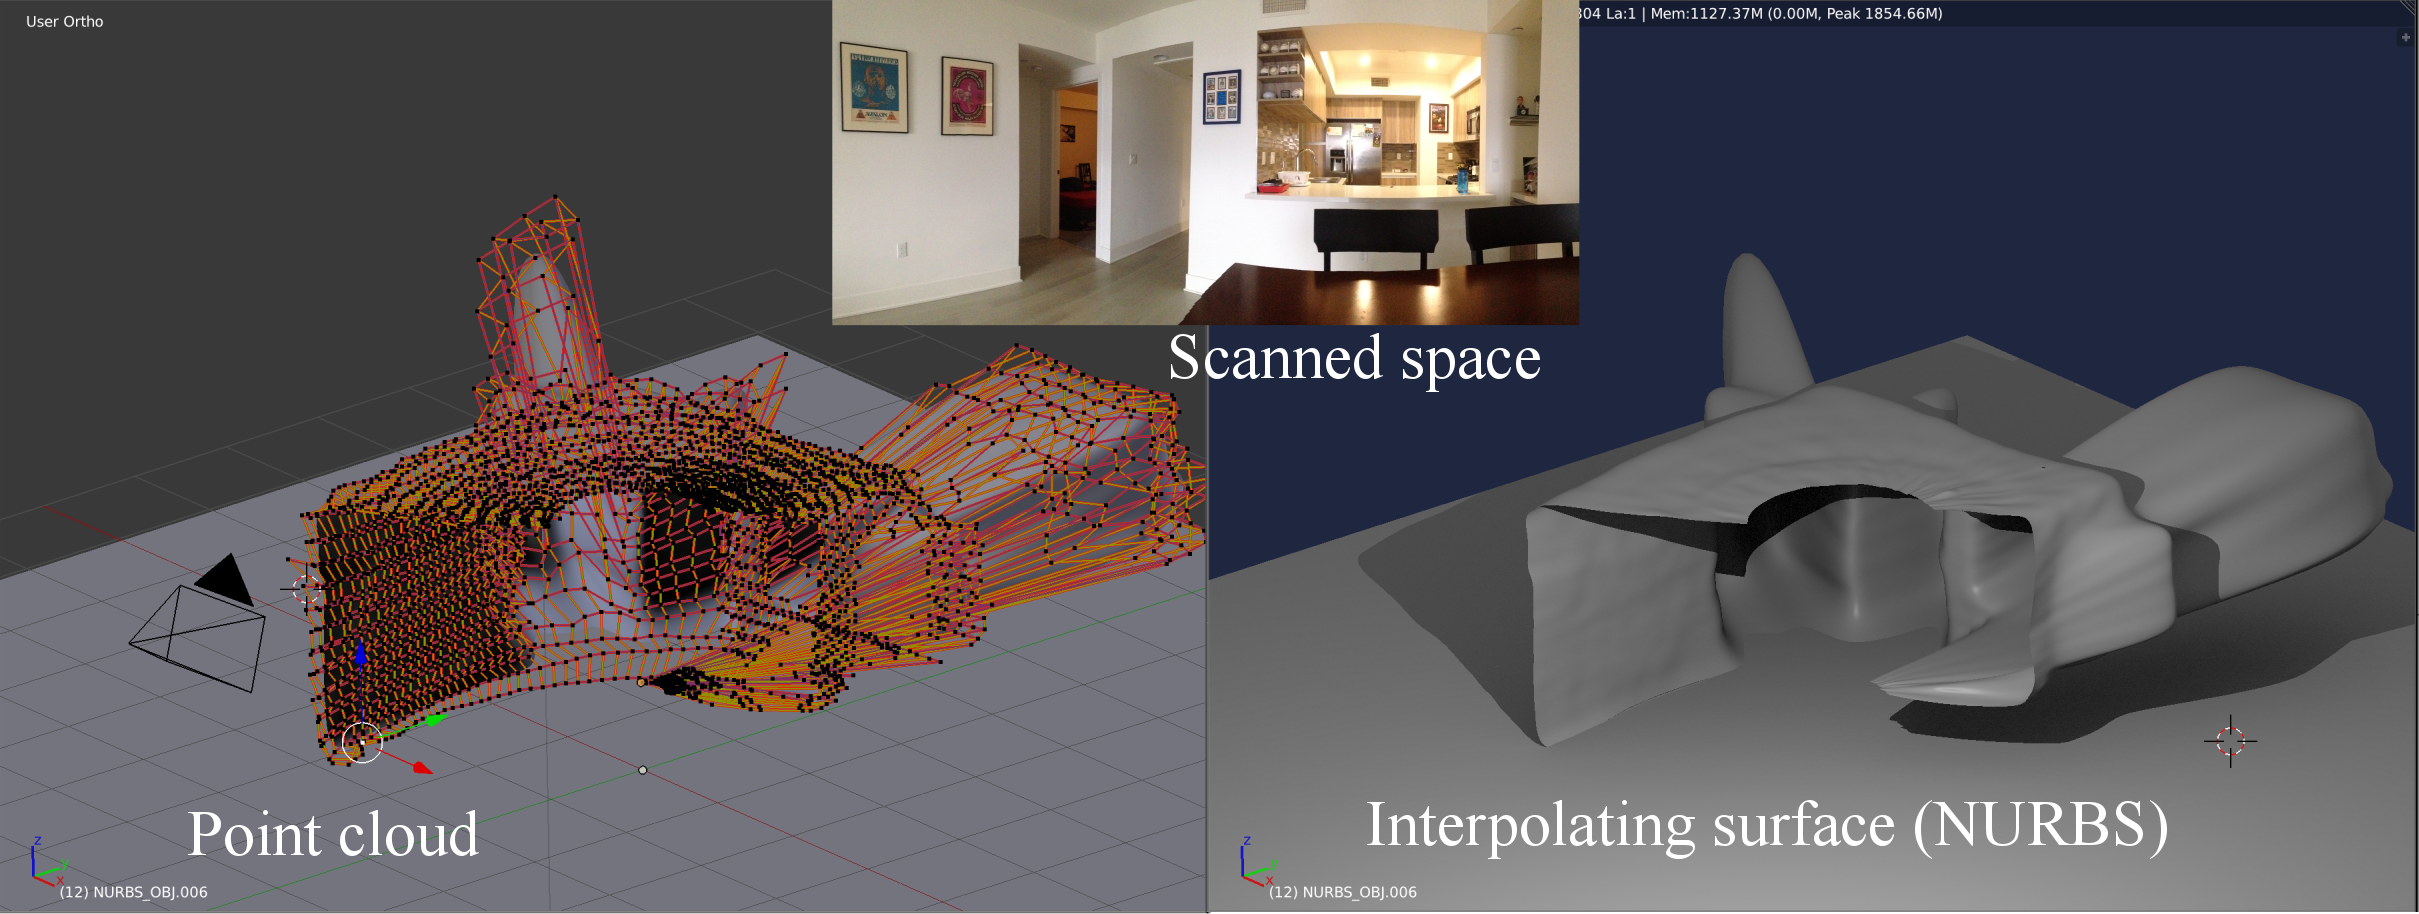 User Ortho
304 La:1 | Mem:1127.37M (0.00M, Peak 1854.66M)
Scanned space
Point cloud
Interpolating surface (NURBS)
z
y
x
(12) NURBS_OBJ.006
z
y
x
(12) NURBS_OBJ.006